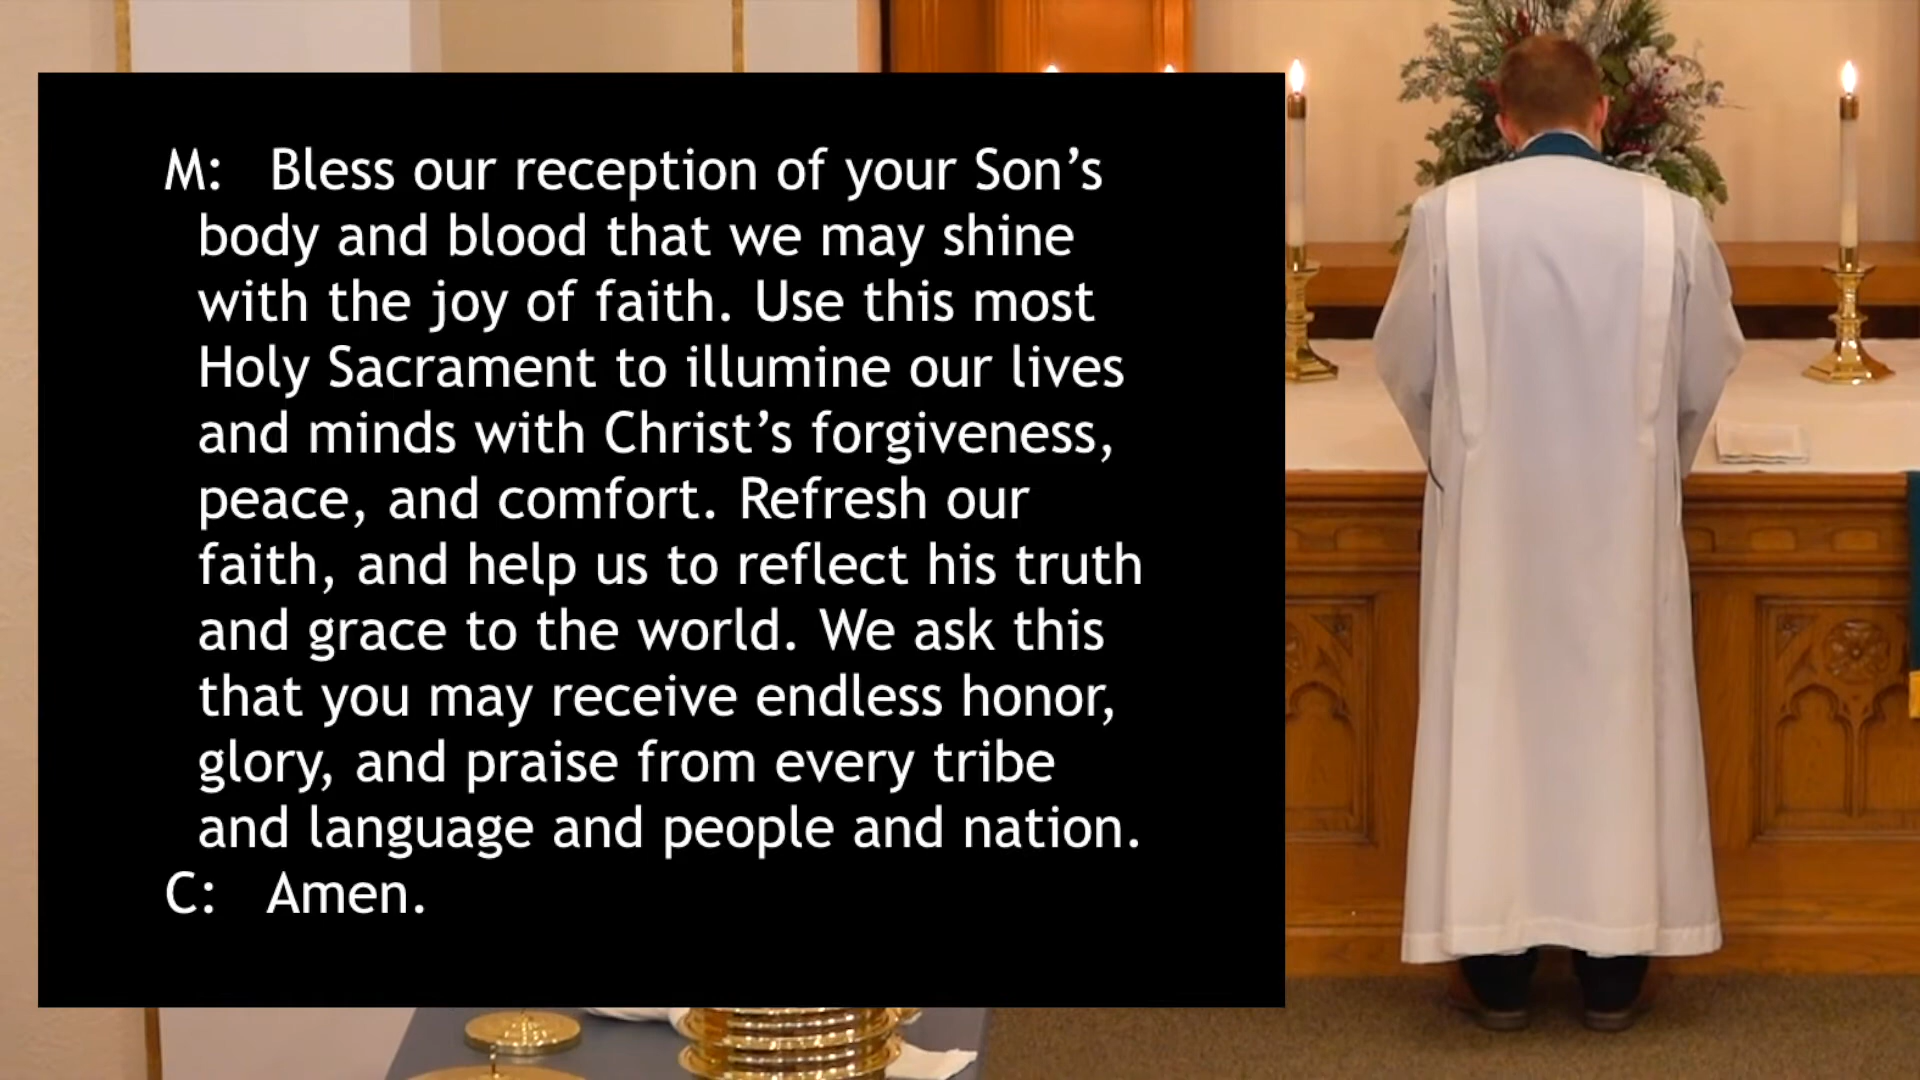 M: Bless our reception of your Son’s
body and blood that we may shine
with the joy of faith. Use this most
Holy Sacrament to illumine our lives
and minds with Christ’s forgiveness,
peace, and comfort. Refresh our
faith, and help us to reflect his truth
and grace to the world. We ask this
that you may receive endless honor,
glory, and praise from every tribe
and language and people and nation.
C: Amen.